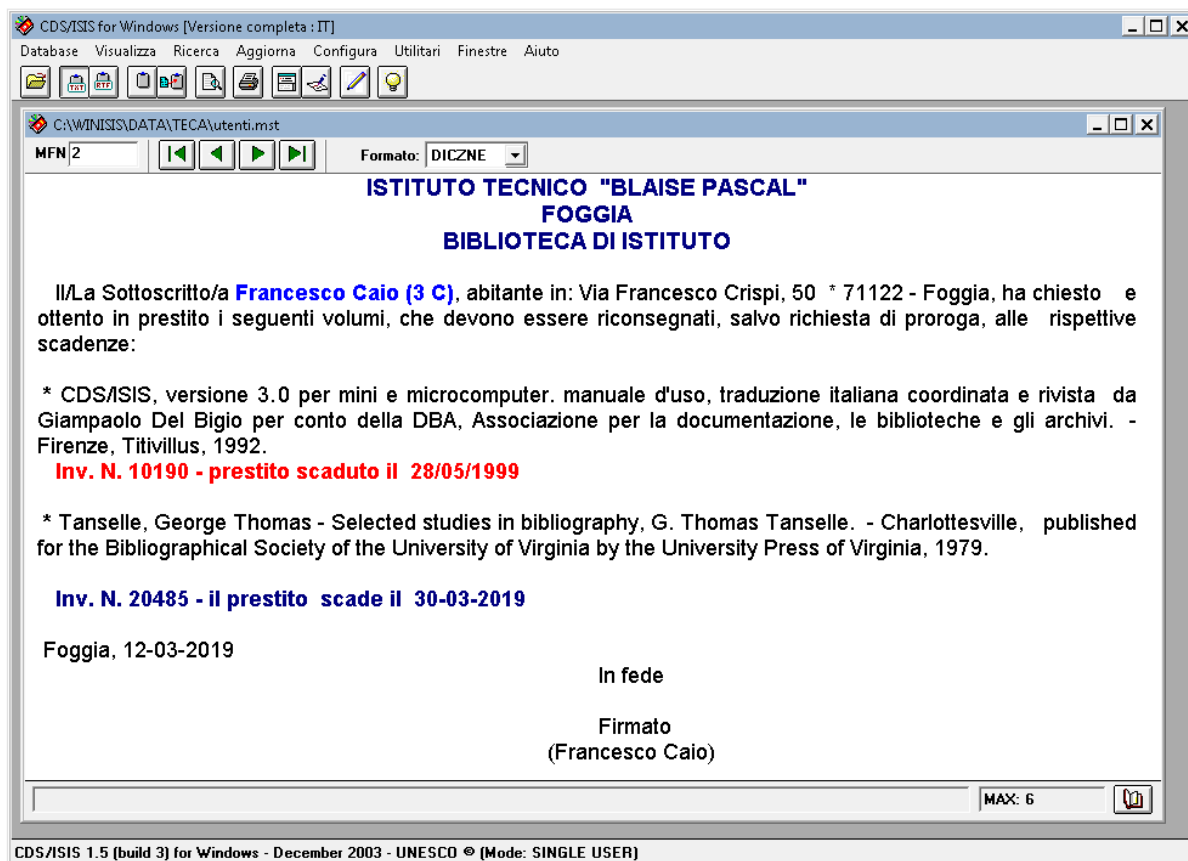 CDS/ISIS for Windows [Versione completa : IT]
Database Visualizza Ricerca Aggiorna Configura Utilitari Finestre Aiuto
TXT RTF
C:\WINISIS\DATA\TECA\utenti.mst
MFN 2 Formato: DICZNE
ISTITUTO TECNICO "BLAISE PASCAL"
FOGGIA
BIBLIOTECA DI ISTITUTO
Il/La Sottoscritto/a Francesco Caio (3 C), abitante in: Via Francesco Crispi, 50 * 71122 - Foggia, ha chiesto e
ottento in prestito i seguenti volumi, che devono essere riconsegnati, salvo richiesta di proroga, alle rispettive
scadenze:
* CDS/ISIS, versione 3.0 per mini e microcomputer. manuale d'uso, traduzione italiana coordinata e rivista da
Giampaolo Del Bigio per conto della DBA, Associazione per la documentazione, le biblioteche e gli archivi. -
Firenze, Titivillus, 1992.
Inv. N. 10190 - prestito scaduto il 28/05/1999
* Tanselle, George Thomas - Selected studies in bibliography, G. Thomas Tanselle. - Charlottesville, published
for the Bibliographical Society of the University of Virginia by the University Press of Virginia, 1979.
Inv. N. 20485 - il prestito scade il 30-03-2019
Foggia, 12-03-2019
In fede
Firmato
(Francesco Caio)
MAX: 6
CDS/ISIS 1.5 (build 3) for Windows - December 2003 - UNESCO © (Mode: SINGLE USER)